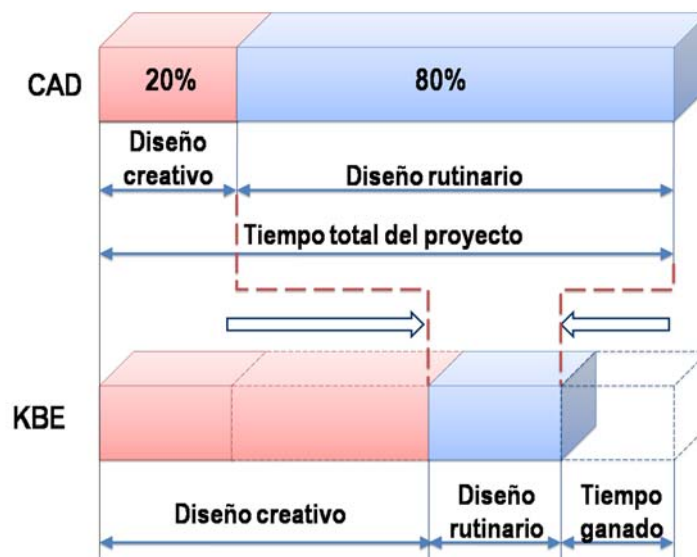 CAD
20%
80%
Diseño
creativo
Diseño rutinario
Tiempo total del proyecto
KBE
Diseño creativo
Diseño
rutinario
Tiempo
ganado